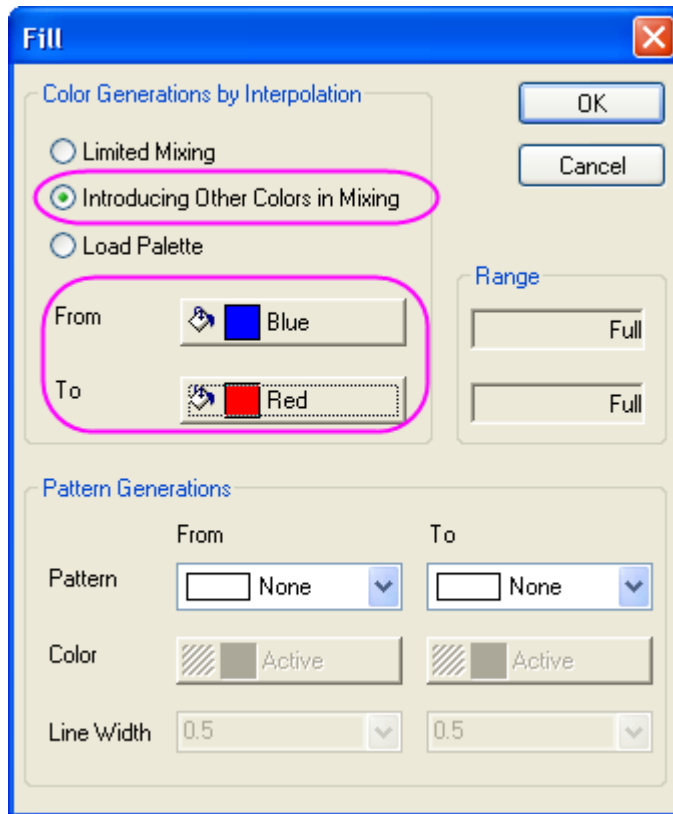 Fill
Color Generations by Interpolation
OK
Limited Mixing
Cancel
Introducing Other Colors in Mixing
Load Palette
Range
From Blue
Full
To Red
Full
Pattern Generations
From To
Pattern None None
Color Active Active
Line Width 0.5 0.5